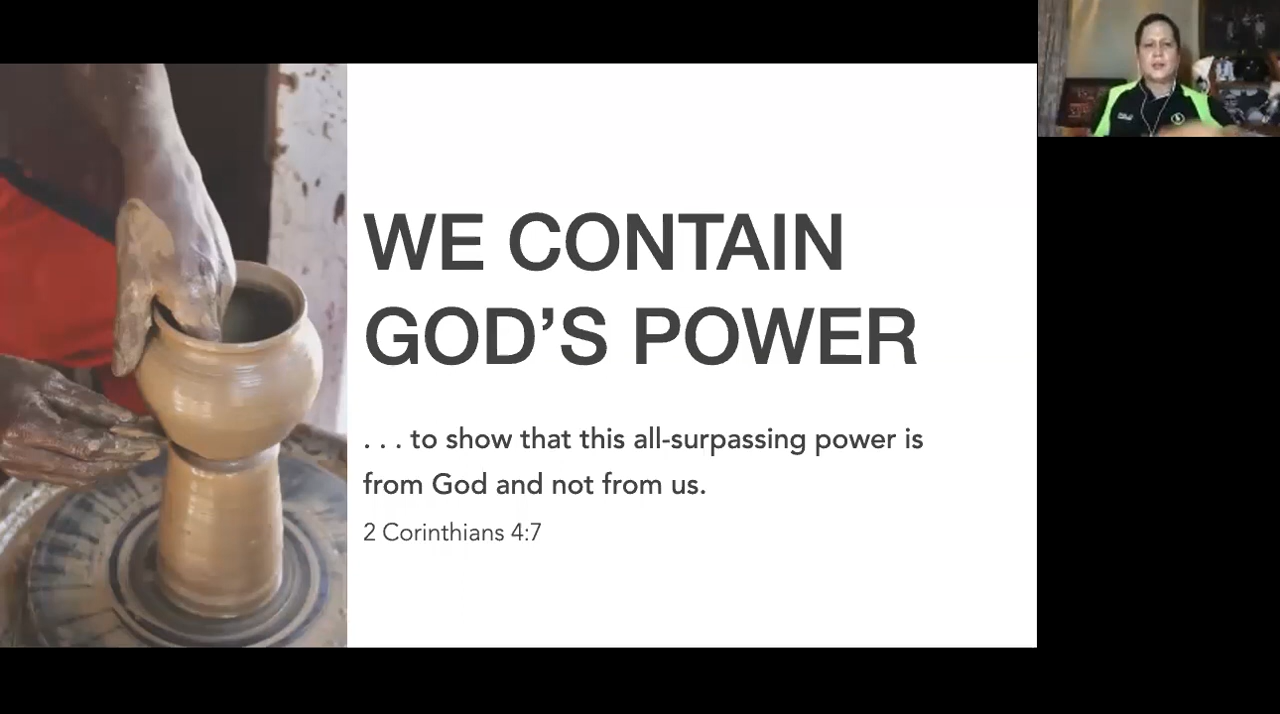 WE CONTAIN
GOD’S POWER
. . . to show that this all-surpassing power is
from God and not from us.
2 Corinthians 4:7